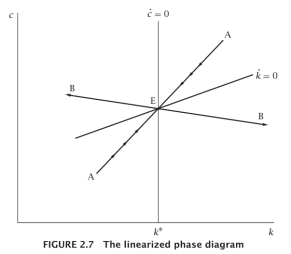 c
ċ = 0
A
k̇ = 0
B
E
B
A
k*
k
FIGURE 2.7 The linearized phase diagram